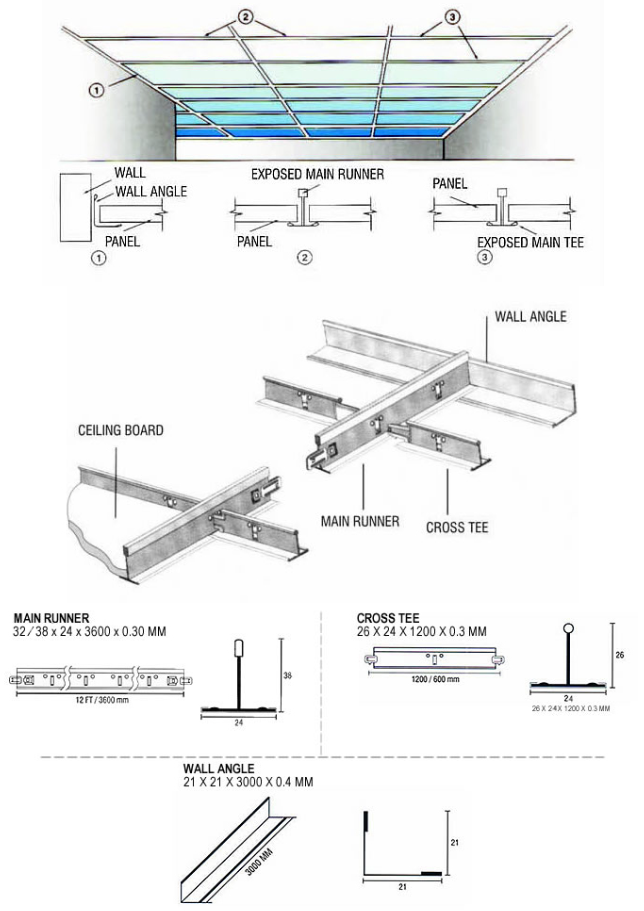 2
3
1
WALL
WALL ANGLE
PANEL
1
EXPOSED MAIN RUNNER
PANEL
2
PANEL
EXPOSED MAIN TEE
3
WALL ANGLE
CEILING BOARD
MAIN RUNNER
CROSS TEE
MAIN RUNNER
32/38 x 24 x 3600 x 0.30 MM
12 FT/3600 mm
38
24
CROSS TEE
26 X 24 X 1200 X 0.3 MM
1200/600 mm
26
24
26 X 24 X 1200 X 0.3 MM
WALL ANGLE
21 X 21 X 3000 X 0.4 MM
3000 MM
21
21